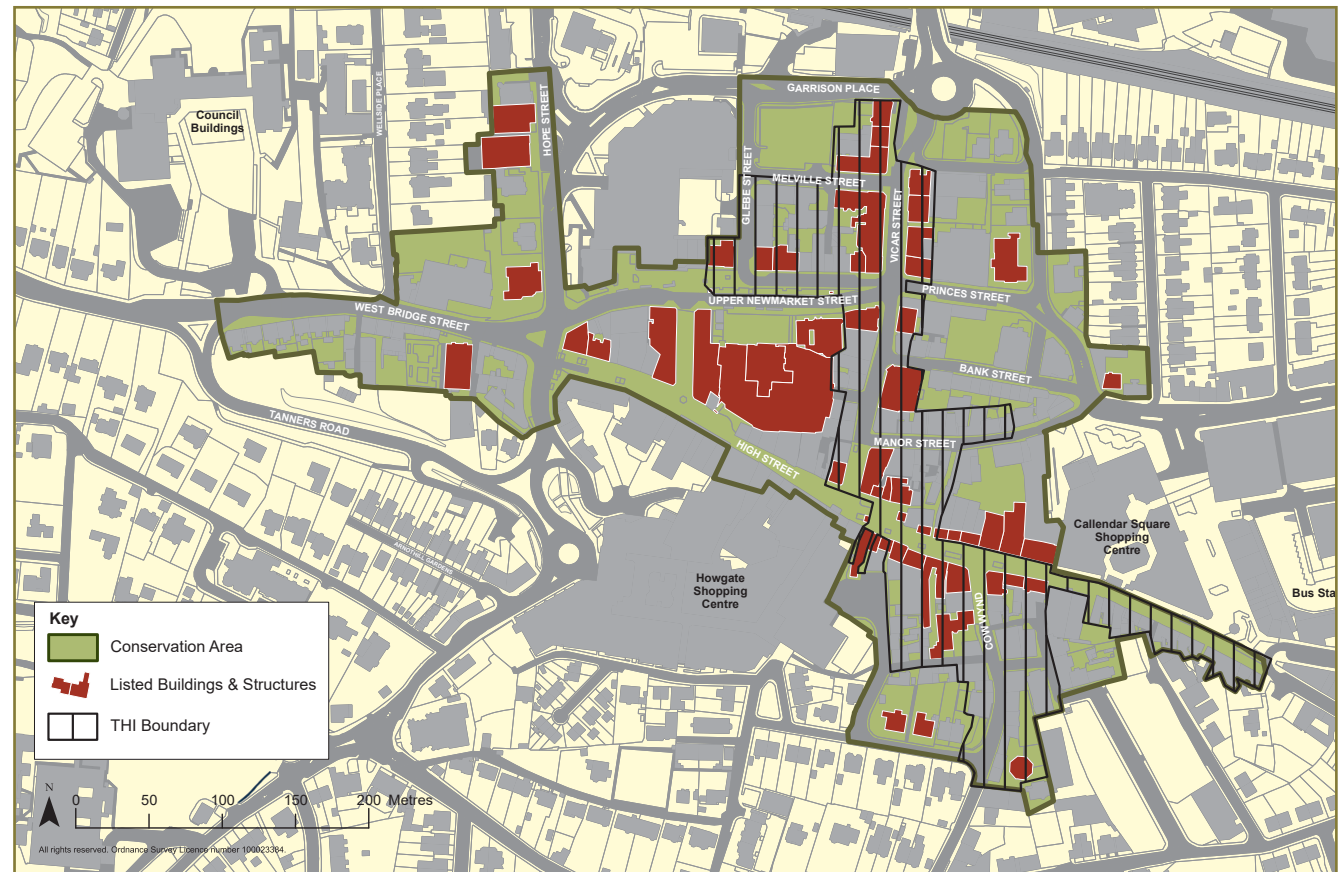 GARRISON PLACE
Council
Buildings
WELLSIDE PLACE
HOPE STREET
GLEBE STREET
MELVILLE STREET
VICAR STREET
UPPER NEWMARKET STREET
PRINCES STREET
WEST BRIDGE STREET
BANK STREET
TANNERS ROAD
MANOR STREET
HIGH STREET
Callendar Square
Shopping
Centre
ARNOTHILL GARDENS
Howgate
Shopping
Centre
Bus Sta
COW WYND
Key
Conservation Area
Listed Buildings & Structures
THI Boundary
N
0 50 100 150 200 Metres
All rights reserved. Ordnance Survey Licence number 100023384.